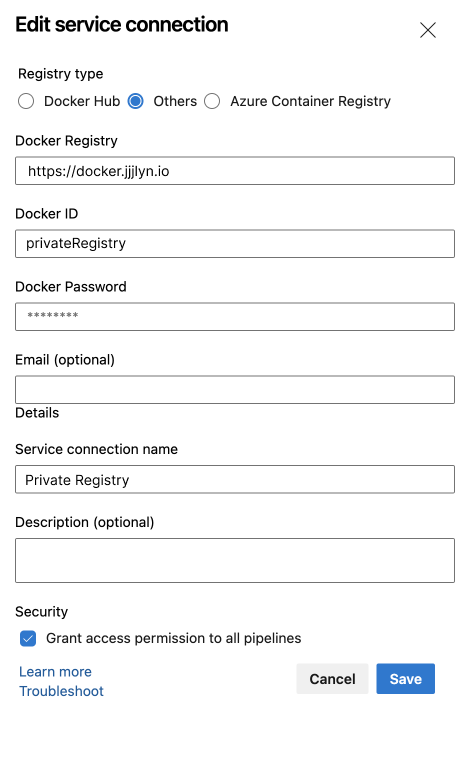 Edit service connection
Registry type
Docker Hub Others Azure Container Registry
Docker Registry
https://docker.jjjlyn.io
Docker ID
privateRegistry
Docker Password
********
Email (optional)
Details
Service connection name
Private Registry
Description (optional)
Security
Grant access permission to all pipelines
Learn more
Cancel Save
Troubleshoot